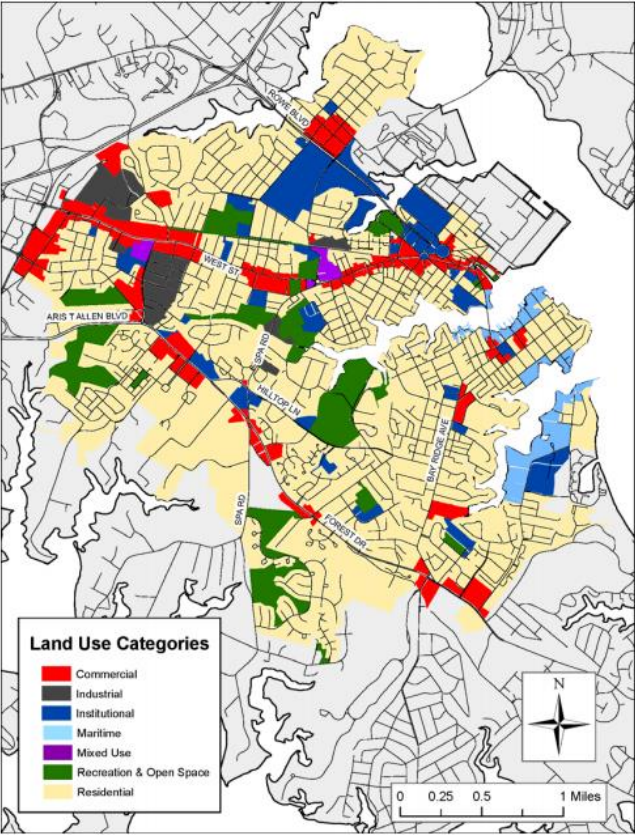 ROWE BLVD
WEST ST
ARIS T ALLEN BLVD
SPA RD
HILLTOP LN
BAY RIDGE AVE
SPA RD
FOREST DR
Land Use Categories
Commercial
Industrial
Institutional
Maritime
Mixed Use
Recreation & Open Space
Residential
N
0 0.25 0.5 1 Miles